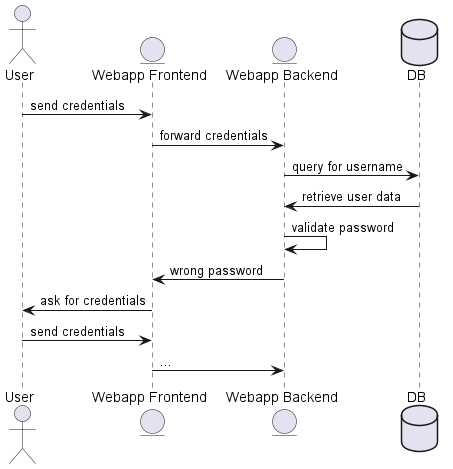 User Webapp Frontend Webapp Backend DB
send credentials
forward credentials
query for username
retrieve user data
validate password
wrong password
ask for credentials
send credentials
...
User Webapp Frontend Webapp Backend DB